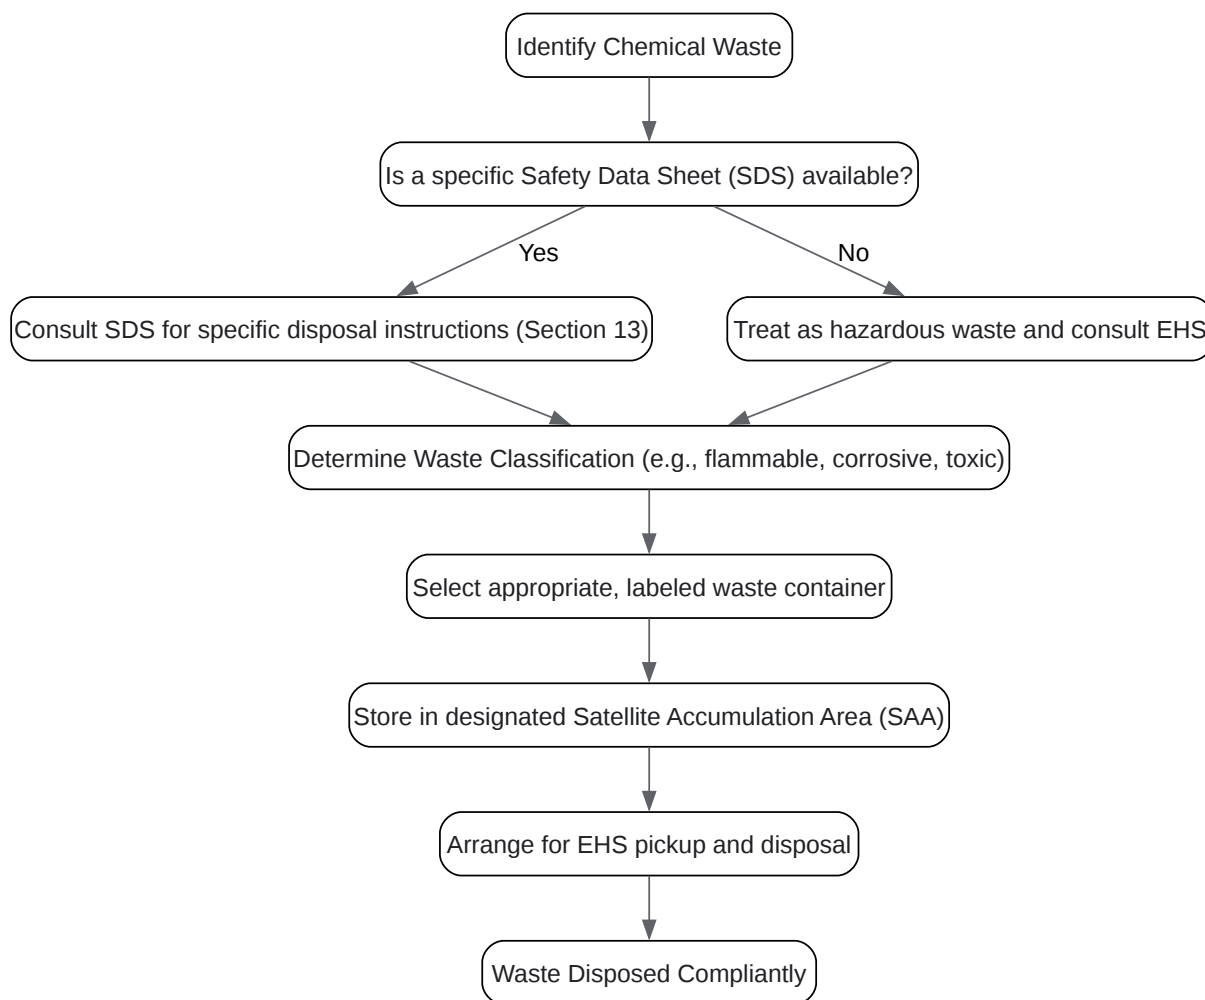 Identify Chemical Waste
Is a specific Safety Data Sheet (SDS) available?
Yes
No
Consult SDS for specific disposal instructions (Section 13)
Treat as hazardous waste and consult EHS
Determine Waste Classification (e.g., flammable, corrosive, toxic)
Select appropriate, labeled waste container
Store in designated Satellite Accumulation Area (SAA)
Arrange for EHS pickup and disposal
Waste Disposed Compliantly